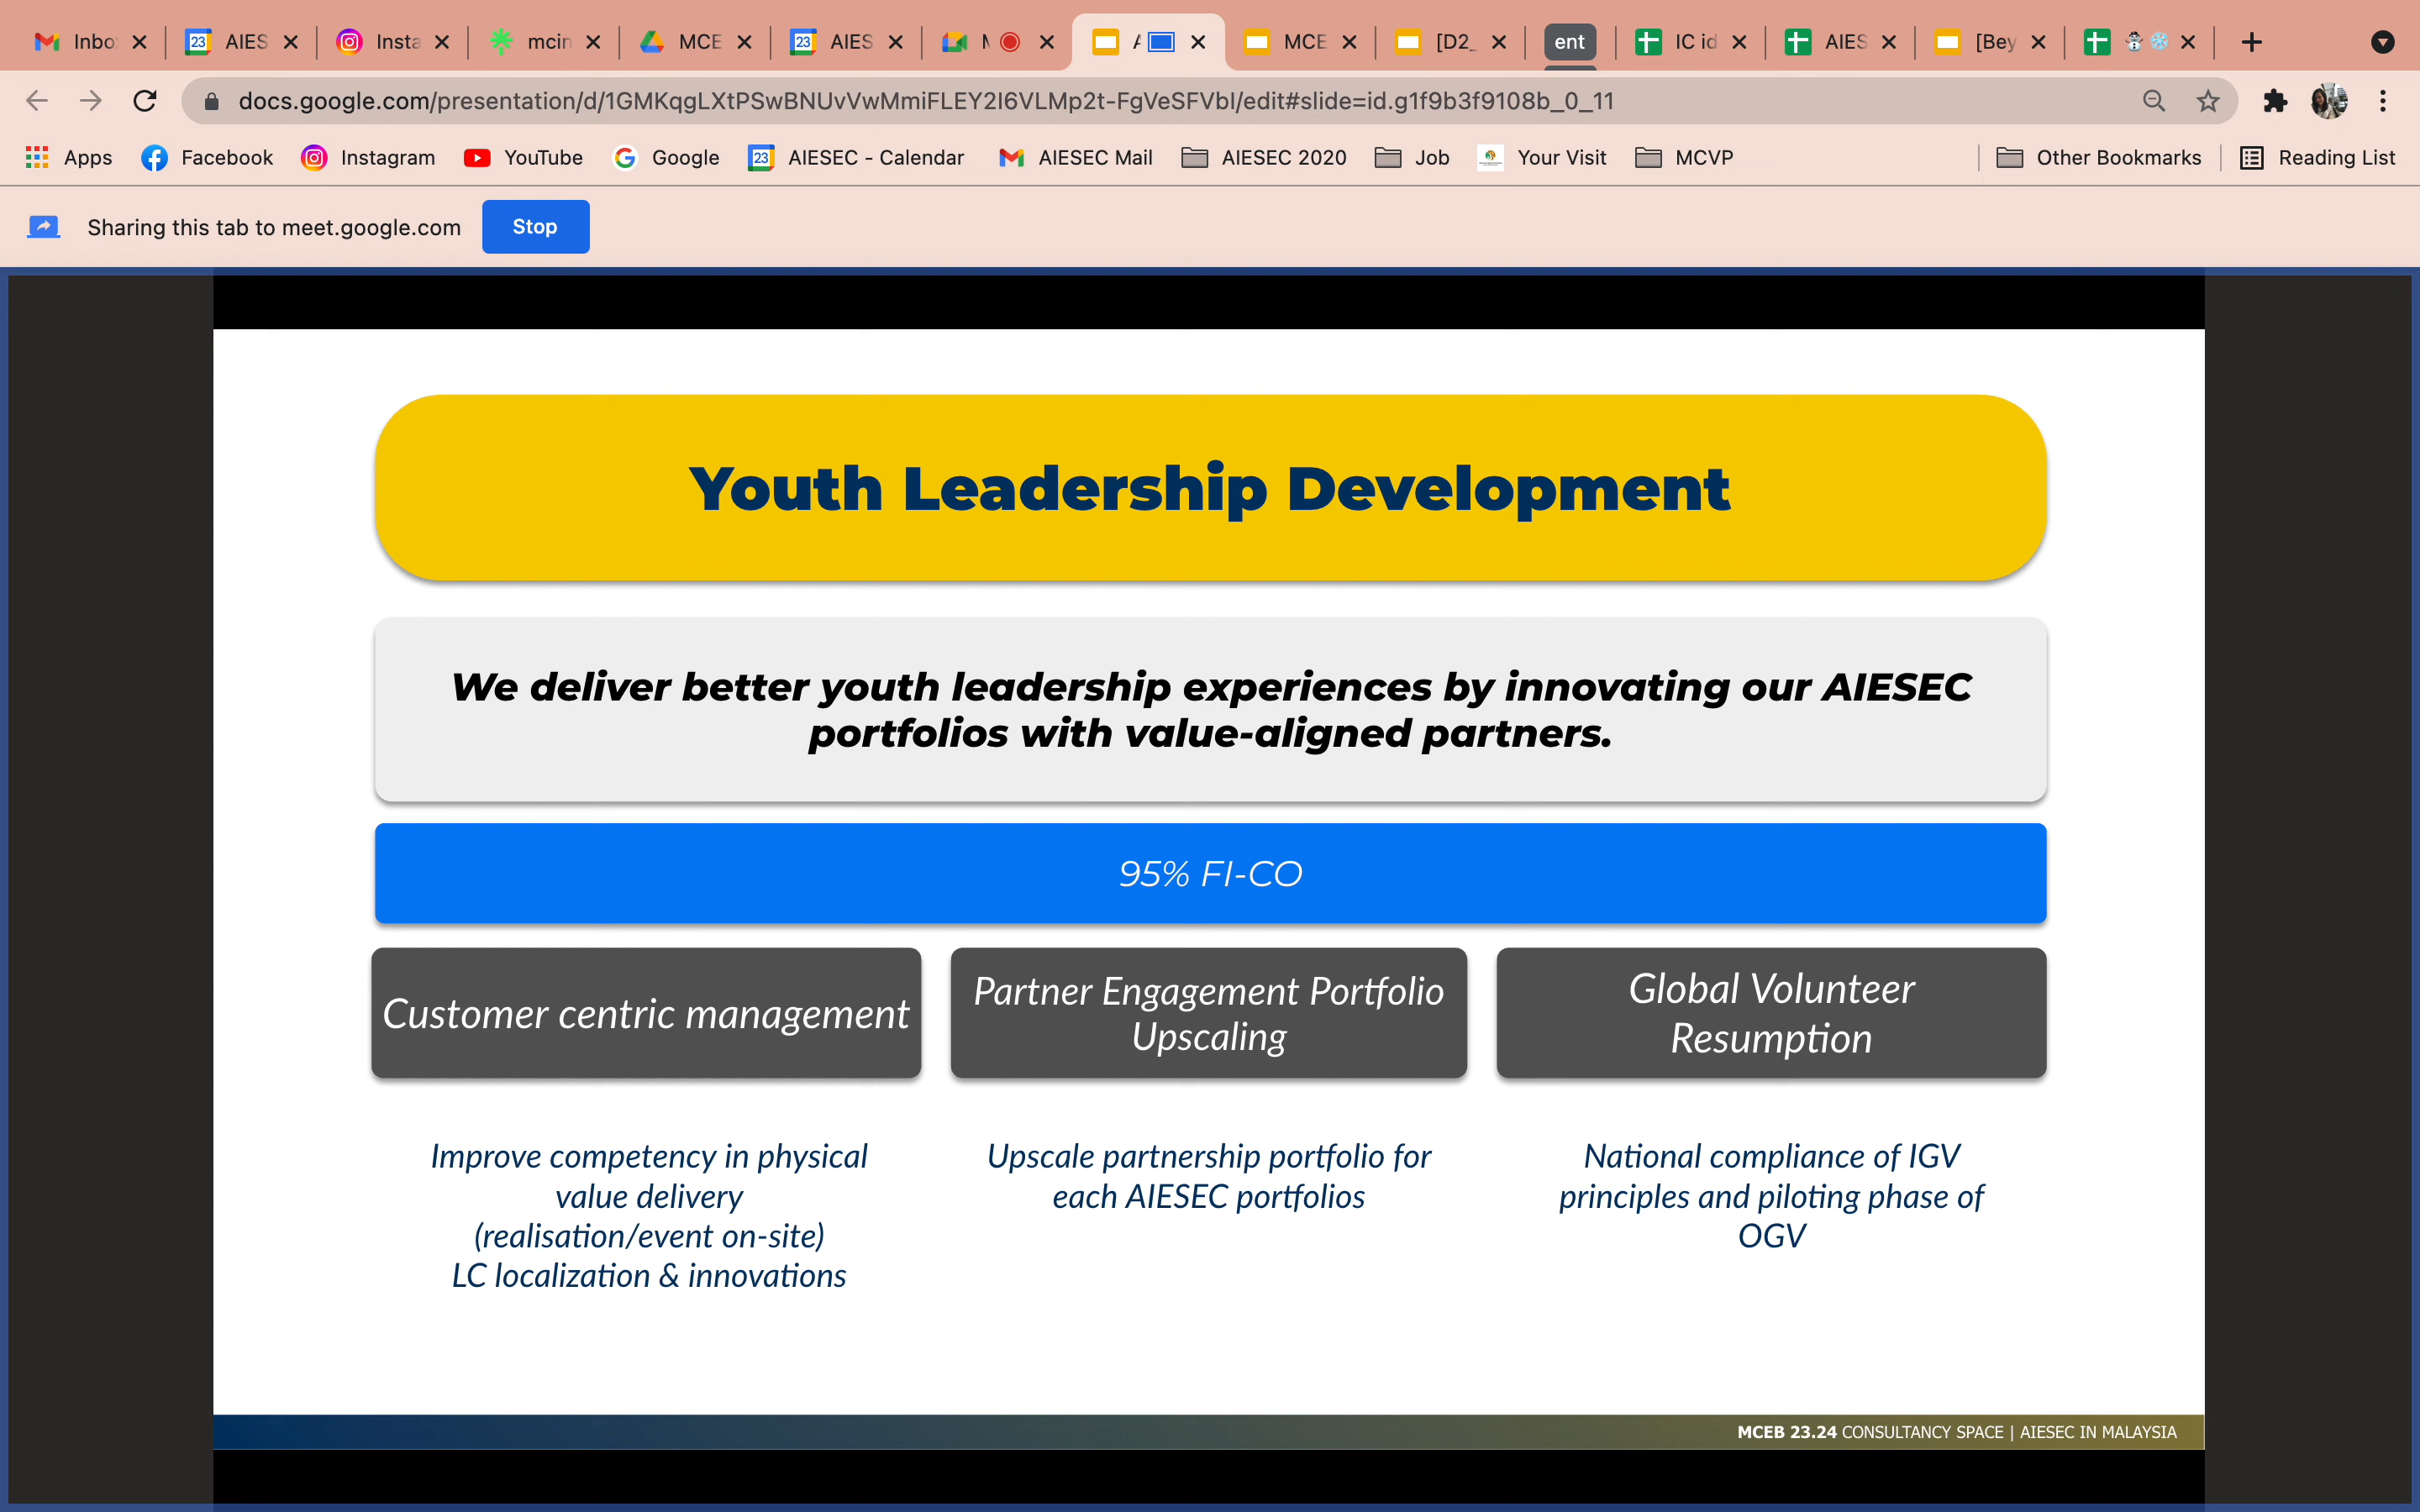 Inbo
AIES
Insta
mcin
MCE
AIES
MCE
[D2_
ent
IC id
AIES
[Bey
docs.google.com/presentation/d/1GMKqgLXtPSwBNUvVwMmiFLEY2I6VLMp2t-FgVeSFVbI/edit#slide=id.g1f9b3f9108b_0_11
Apps
Facebook
Instagram
YouTube
Google
23
AIESEC - Calendar
AIESEC Mail
AIESEC 2020
Job
Your Visit
MCVP
Other Bookmarks
Reading List
Sharing this tab to meet.google.com
Stop
Youth Leadership Development
We deliver better youth leadership experiences by innovating our AIESEC
portfolios with value-aligned partners.
95% FI-CO
Customer centric management
Partner Engagement Portfolio
Upscaling
Global Volunteer
Resumption
Improve competency in physical
value delivery
(realisation/event on-site)
LC localization & innovations
Upscale partnership portfolio for
each AIESEC portfolios
National compliance of IGV
principles and piloting phase of
OGV
MCEB 23.24 CONSULTANCY SPACE | AIESEC IN MALAYSIA